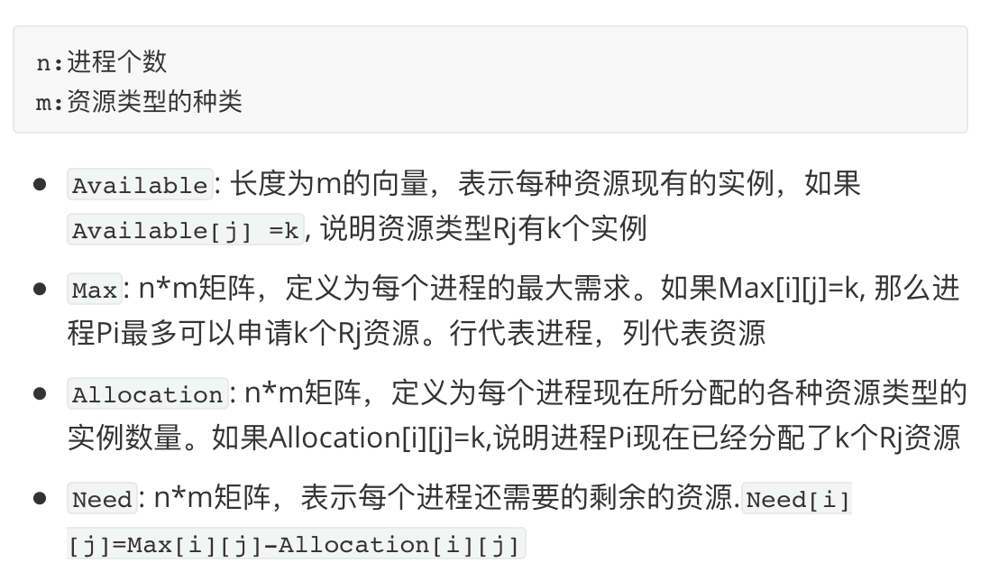 n:进程个数
m:资源类型的种类
Available: 长度为m的向量，表示每种资源现有的实例，如果
Available[j] =k, 说明资源类型Rj有k个实例
Max: n*m矩阵，定义为每个进程的最大需求。如果Max[i][j]=k, 那么进
程Pi最多可以申请k个Rj资源。行代表进程，列代表资源
Allocation: n*m矩阵，定义为每个进程现在所分配的各种资源类型的
实例数量。如果Allocation[i][j]=k,说明进程Pi现在已经分配了k个Rj资源
Need: n*m矩阵，表示每个进程还需要的剩余的资源.Need[i]
[j]=Max[i][j]-Allocation[i][j]